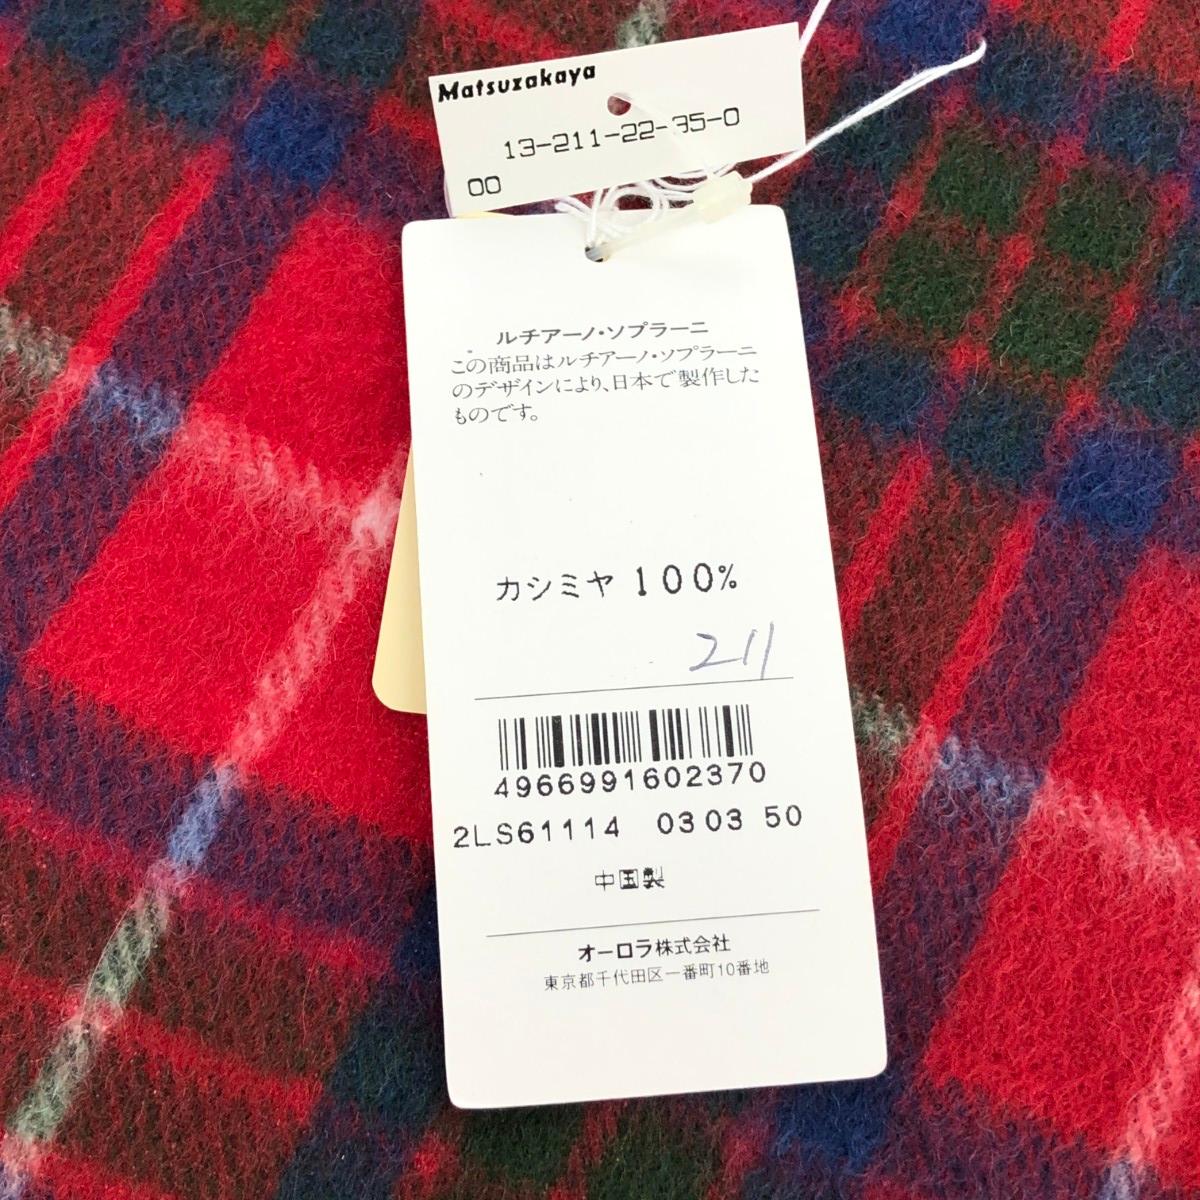 Matsuzakaya
13-211-22-35-0
00
ルチアーノ・ソプラーニ
この商品はルチアーノ・ソプラーニ
のデザインにより、日本で製作した
ものです。
カシミヤ 100%
211
4966991602370
2LS61114 03 03 50
中国製
オーロラ株式会社
東京都千代田区一番町10番地